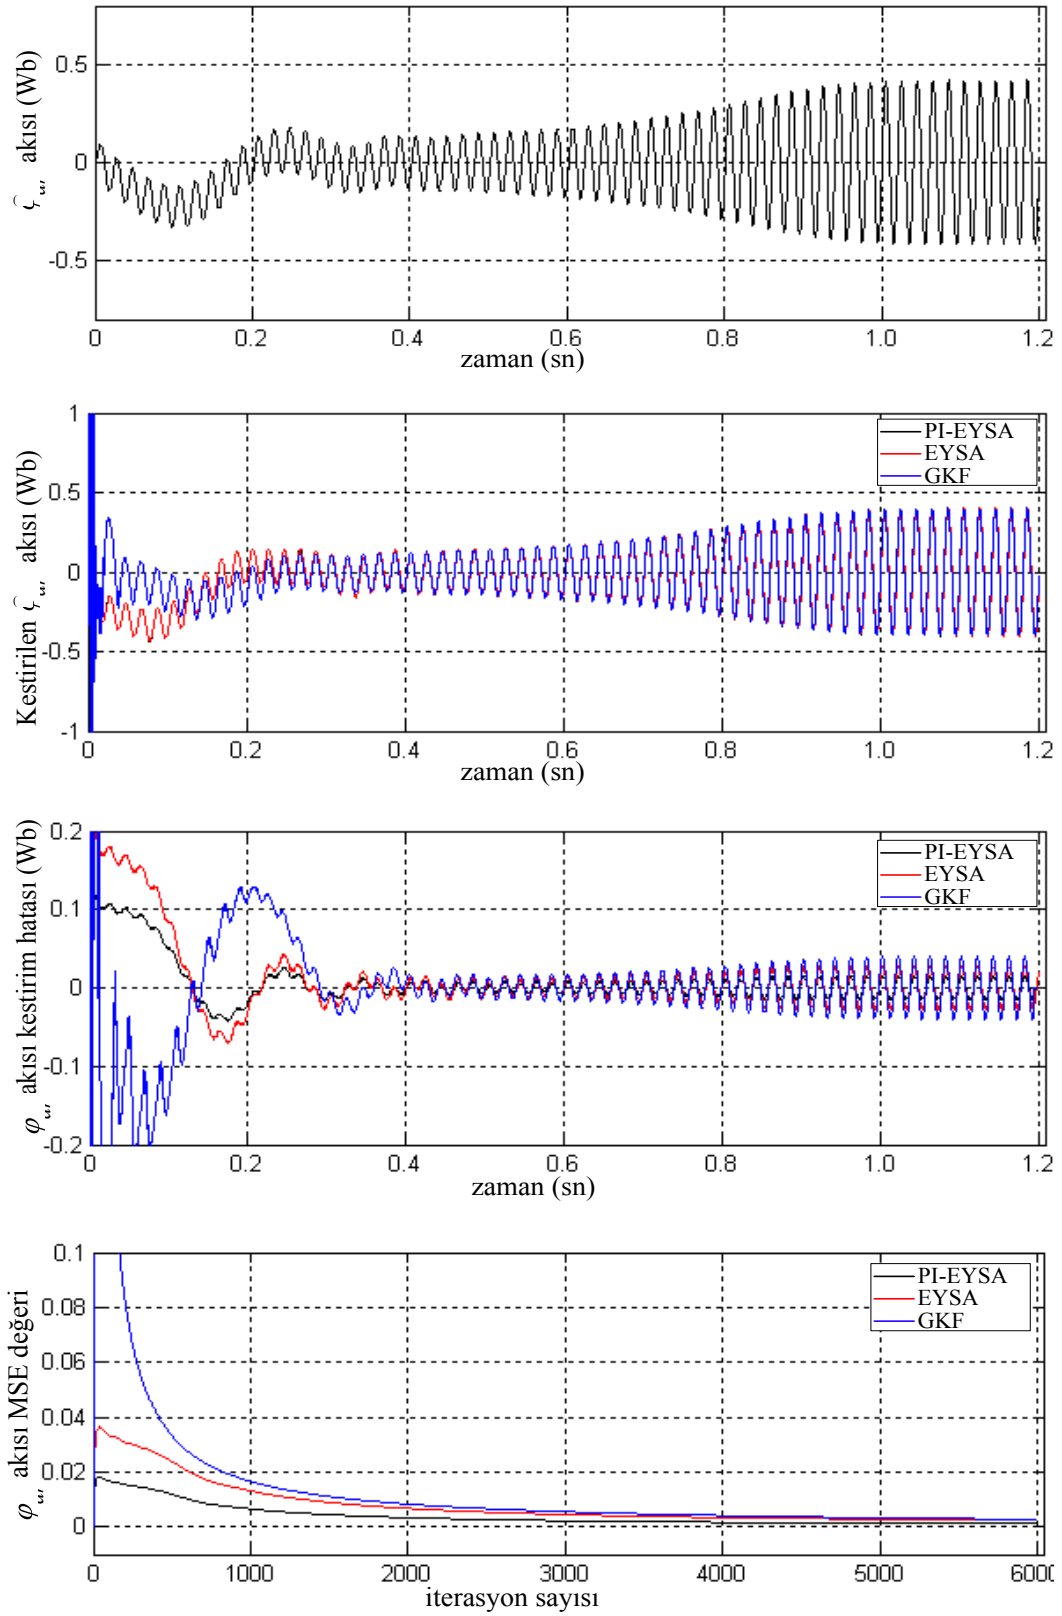 akısı (Wb)
0.5
0
-0.5
0 0.2 0.4 0.6 0.8 1.0 1.2
zaman (sn)
Kestirilen akısı (Wb)
1
0.5
0
-0.5
-1
PI-EYSA
EYSA
GKF
0 0.2 0.4 0.6 0.8 1.0 1.2
zaman (sn)
akısı kestirim hatası (Wb)
0.2
0.1
0
-0.1
-0.2
PI-EYSA
EYSA
GKF
0 0.2 0.4 0.6 0.8 1.0 1.2
zaman (sn)
akısı MSE değeri
0.1
0.08
0.06
0.04
0.02
0
PI-EYSA
EYSA
GKF
0 1000 2000 3000 4000 5000 6000
iterasyon sayısı